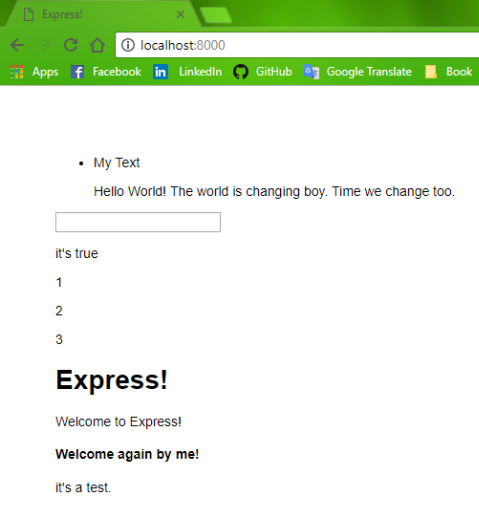 Express!
localhost:8000
Apps Facebook LinkedIn GitHub Google Translate Book
My Text
Hello World! The world is changing boy. Time we change too.
it's true
1
2
3
Express!
Welcome to Express!
Welcome again by me!
it's a test.